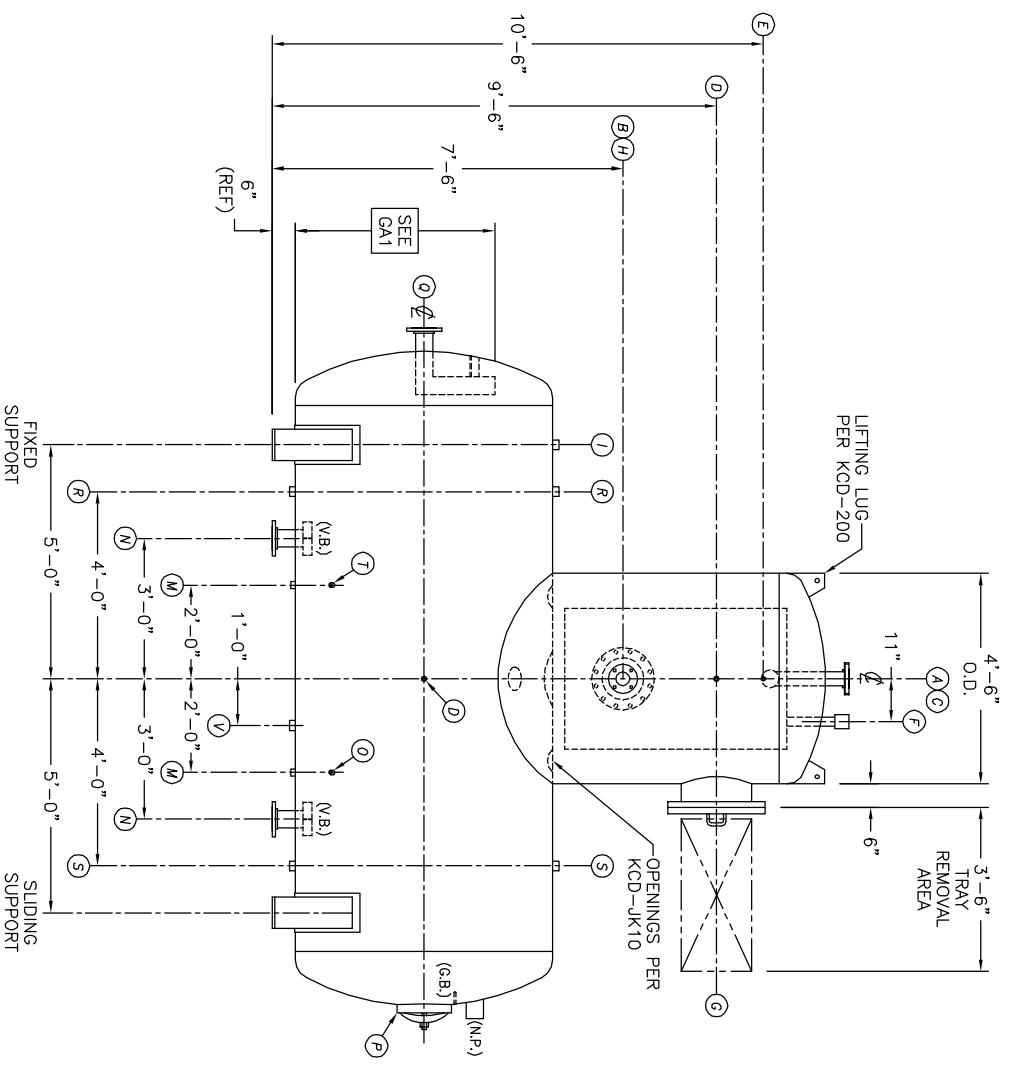 10'-6"
E
9'-6"
D
7'-6"
B
H
6"
(REF)
SEE
GA1
Q
LIFTING LUG
PER KCD-200
4'-6"
O.D.
11"
A
C
F
6"
3'-6"
TRAY
REMOVAL
AREA
G
OPENINGS PER
KCD-JK10
I
R
S
D
T
O
(V.B.)
(V.B.)
(G.B.)
(N.P.)
P
1'-0"
V
M
2'-0"
2'-0"
M
N
3'-0"
3'-0"
N
R
4'-0"
4'-0"
S
5'-0"
5'-0"
FIXED
SUPPORT
SLIDING
SUPPORT